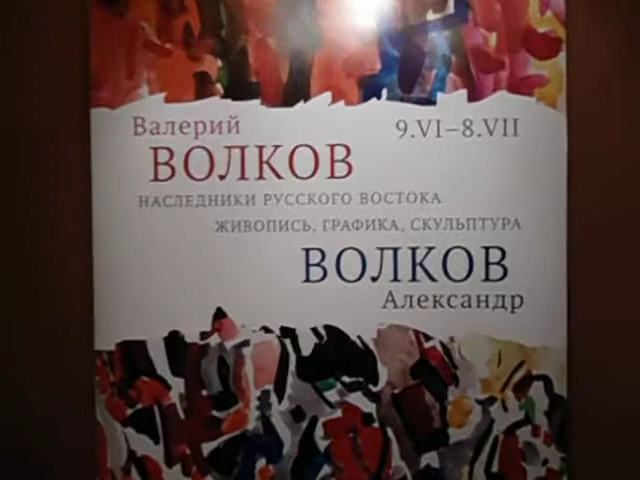 Валерий
9.VI–8.VII
ВОЛКОВ
НАСЛЕДНИКИ РУССКОГО ВОСТОКА
ЖИВОПИСЬ, ГРАФИКА, СКУЛЬПТУРА
ВОЛКОВ
Александр